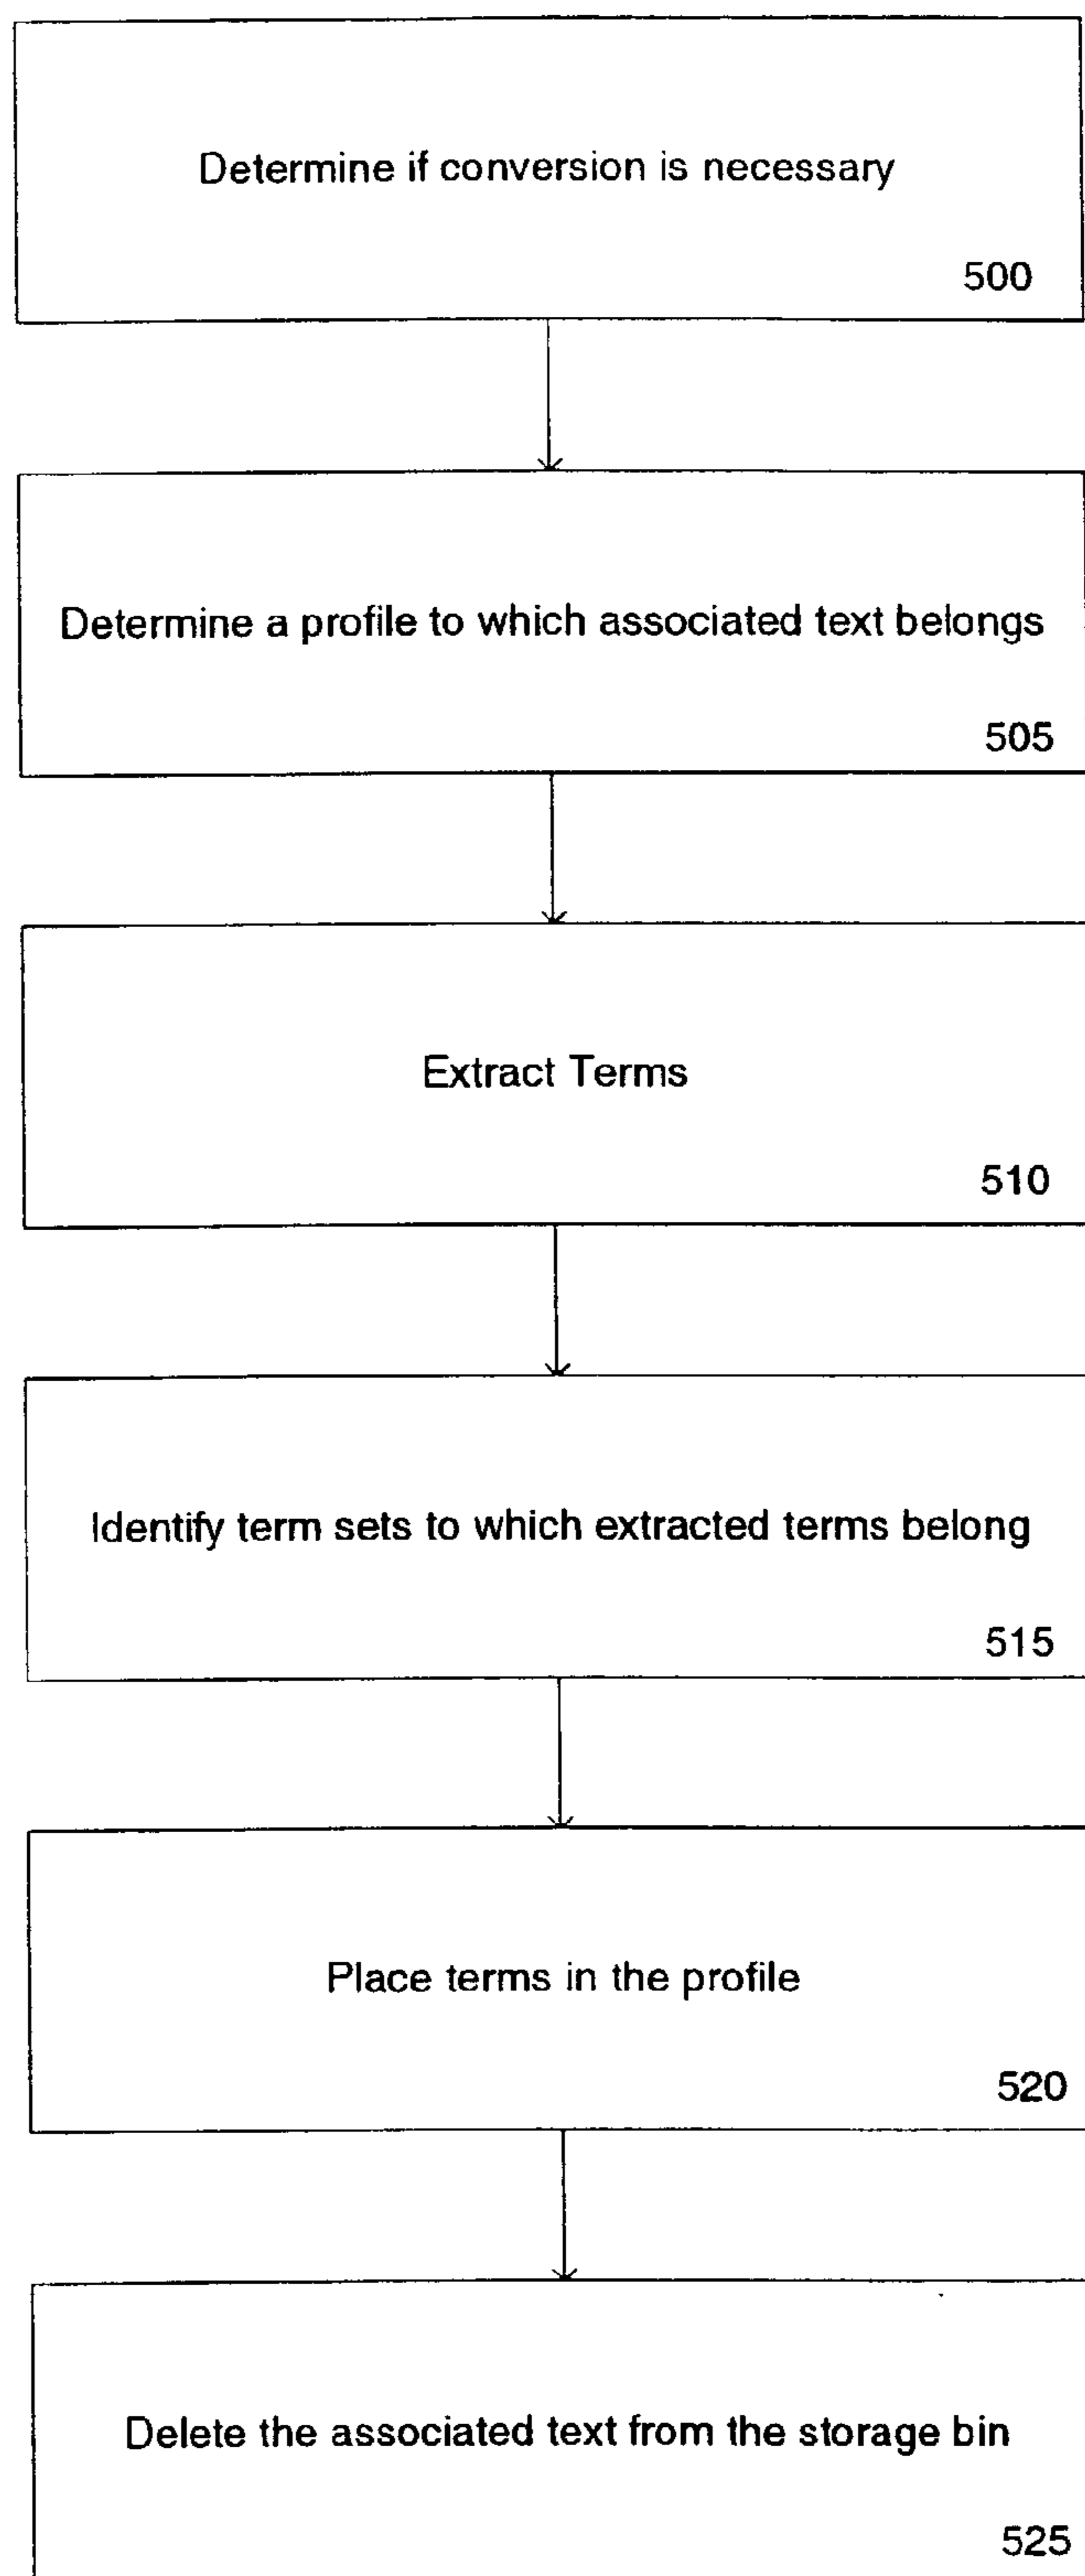 Determine if conversion is necessary
500
Determine a profile to which associated text belongs
505
Extract Terms
510
Identify term sets to which extracted terms belong
515
Place terms in the profile
520
Delete the associated text from the storage bin
525